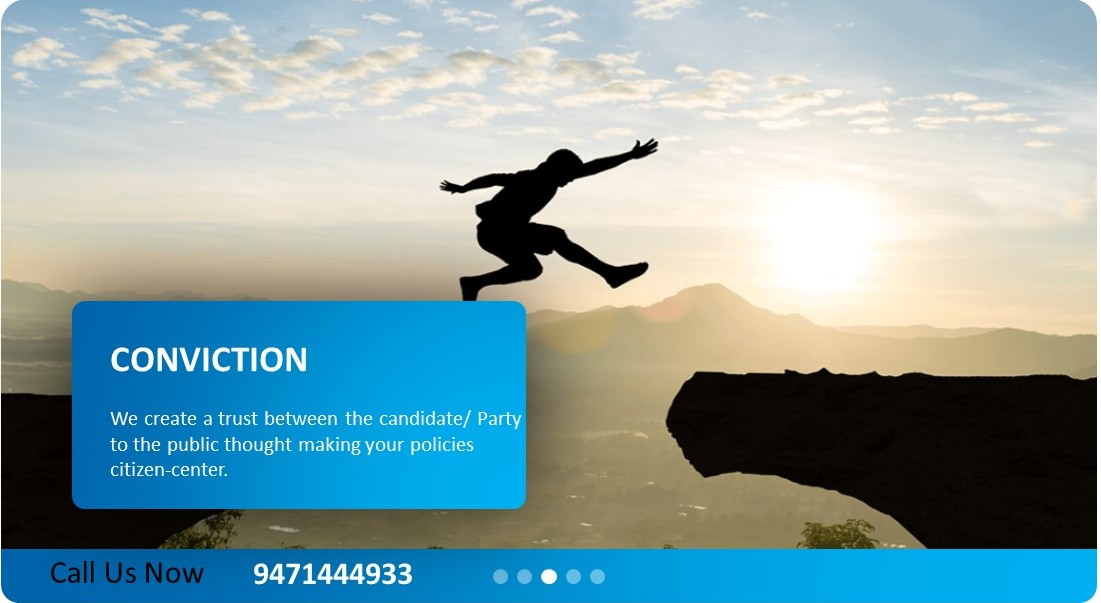 CONVICTION
We create a trust between the candidate/ Party
to the public thought making your policies
citizen-center.
Call Us Now 9471444933